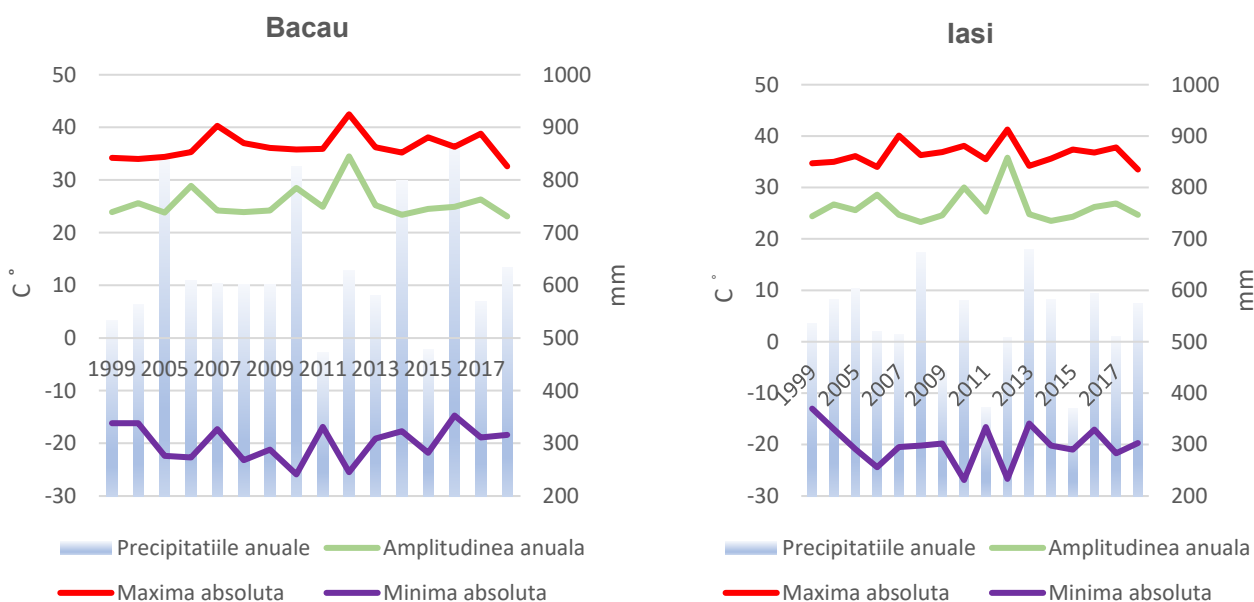 Bacau
50
40
30
20
10
0
-10
-20
-30
C°
1000
900
800
700
600
500
400
300
200
mm
1999 2005 2007 2009 2011 2013 2015 2017
Precipitatiile anuale
Amplitudinea anuala
Maxima absoluta
Minima absoluta
Iasi
50
40
30
20
10
0
-10
-20
-30
C°
1000
900
800
700
600
500
400
300
200
mm
1999 2005 2007 2009 2011 2013 2015 2017
Precipitatiile anuale
Amplitudinea anuala
Maxima absoluta
Minima absoluta